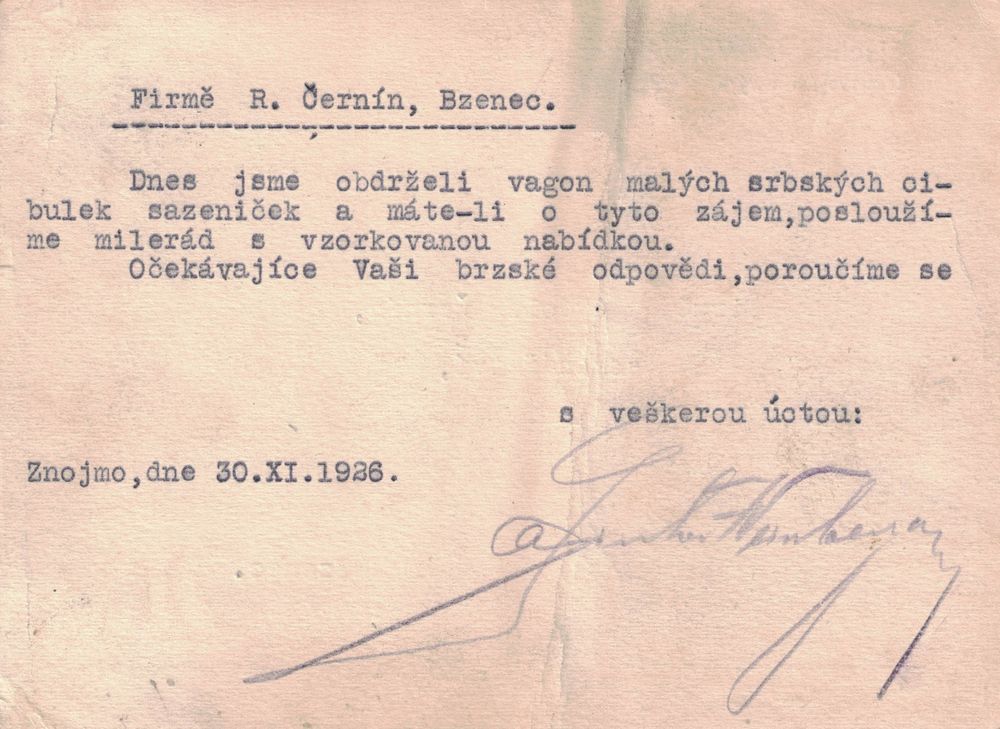 Firmě R. Černín, Bzenec.
Dnes jsme obdrželi vagon malých srbských ci-
bulek sazeniček a máte-li o tyto zájem,poslouží-
me milerád s vzorkovanou nabídkou.
Očekávajíce Vaši brzské odpovědi,poroučíme se
s veškerou úctou:
Znojmo,dne 30.XI.1926.